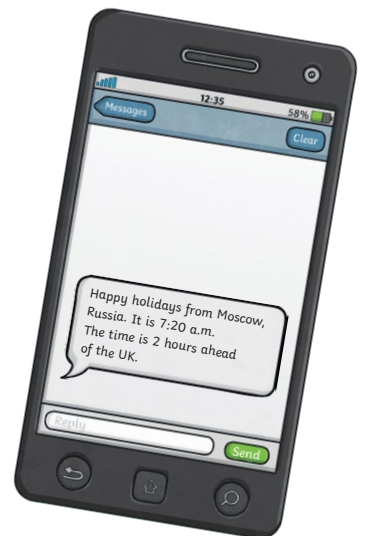 12:35
58%
Messages
Clear
Happy holidays from Moscow,
Russia. It is 7:20 a.m.
The time is 2 hours ahead
of the UK.
Reply
Send